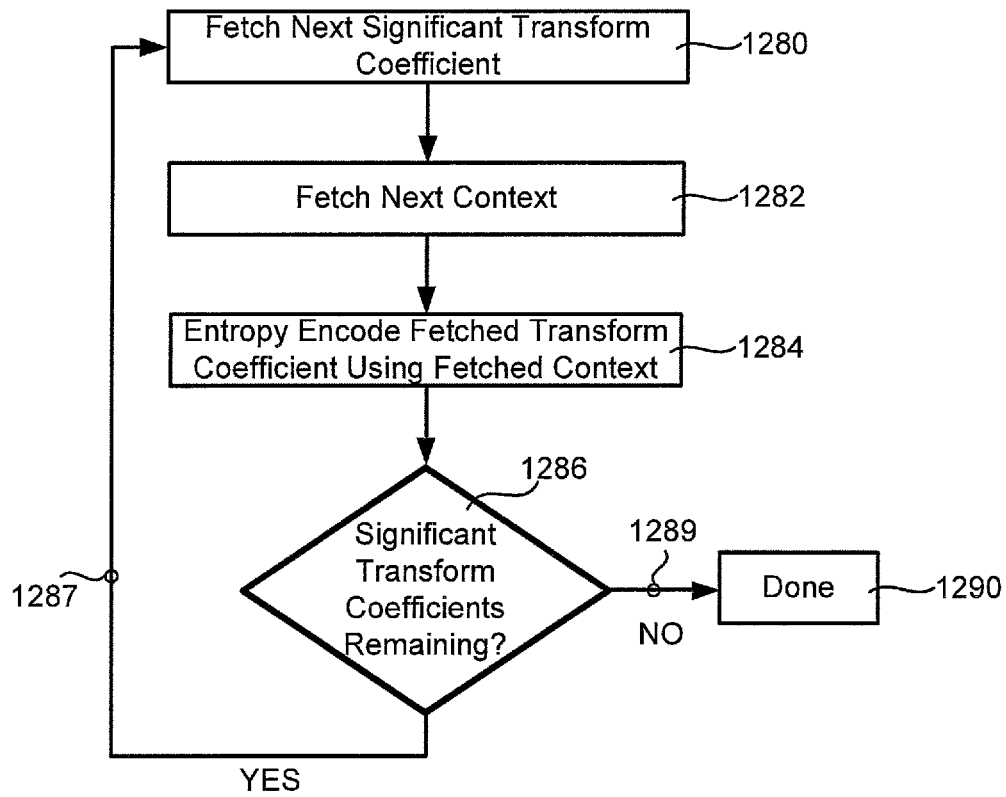 Fetch Next Significant Transform
Coefficient
1280
Fetch Next Context
1282
Entropy Encode Fetched Transform
Coefficient Using Fetched Context
1284
1286
Significant
Transform
Coefficients
Remaining?
1289
NO
Done
1290
1287
YES